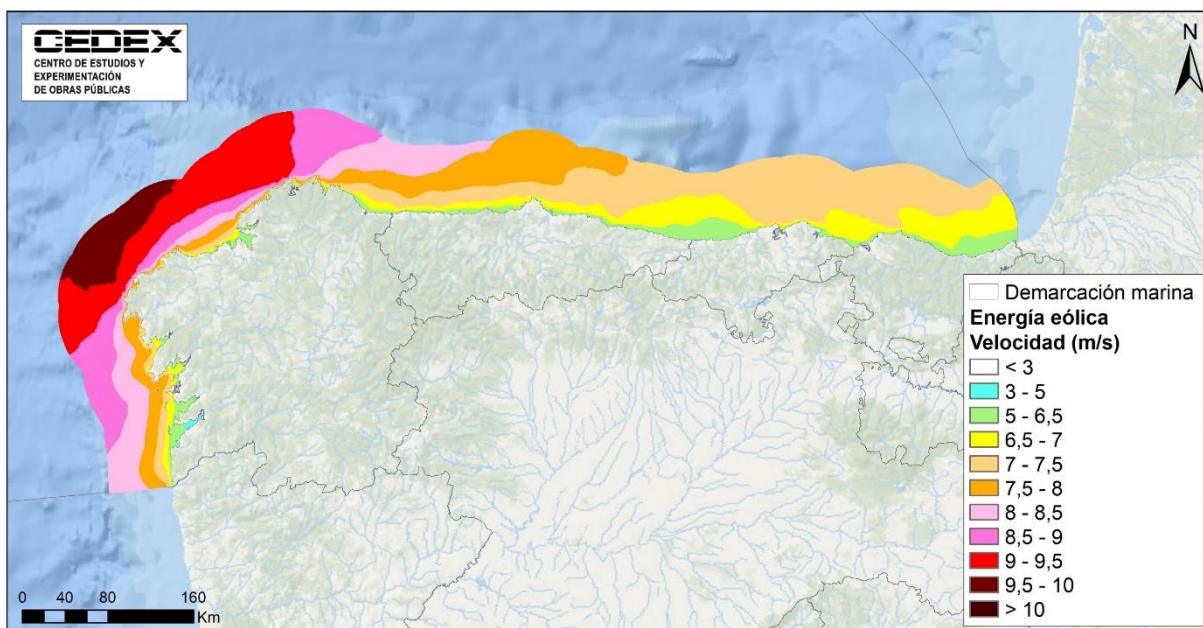 CEDEX
CENTRO DE ESTUDIOS Y
EXPERIMENTACIÓN
DE OBRAS PÚBLICAS
N
Demarcación marina
Energía eólica
Velocidad (m/s)
< 3
3 - 5
5 - 6,5
6,5 - 7
7 - 7,5
7,5 - 8
8 - 8,5
8,5 - 9
9 - 9,5
9,5 - 10
> 10
0 40 80 160
Km